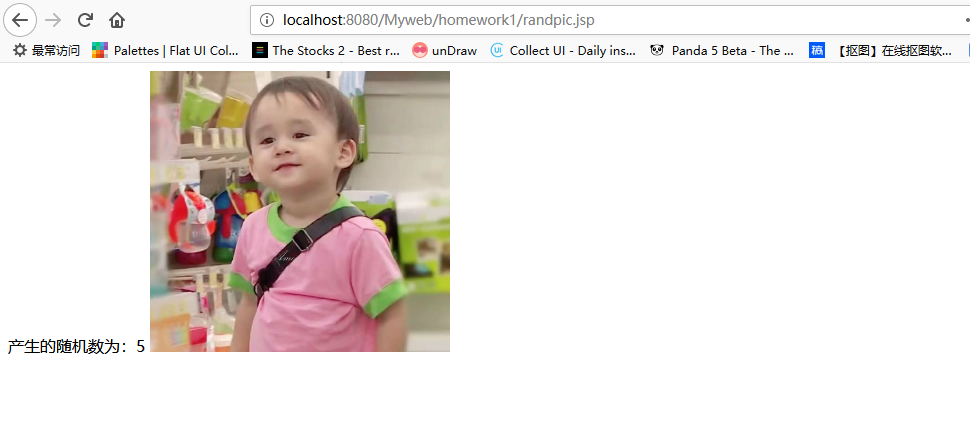 localhost:8080/Myweb/homework1/randpic.jsp
最常访问 Palettes | Flat UI Col... The Stocks 2 - Best r... unDraw Collect UI - Daily ins... Panda 5 Beta - The ... 稿 【抠图】在线抠图软...
产生的随机数为：5